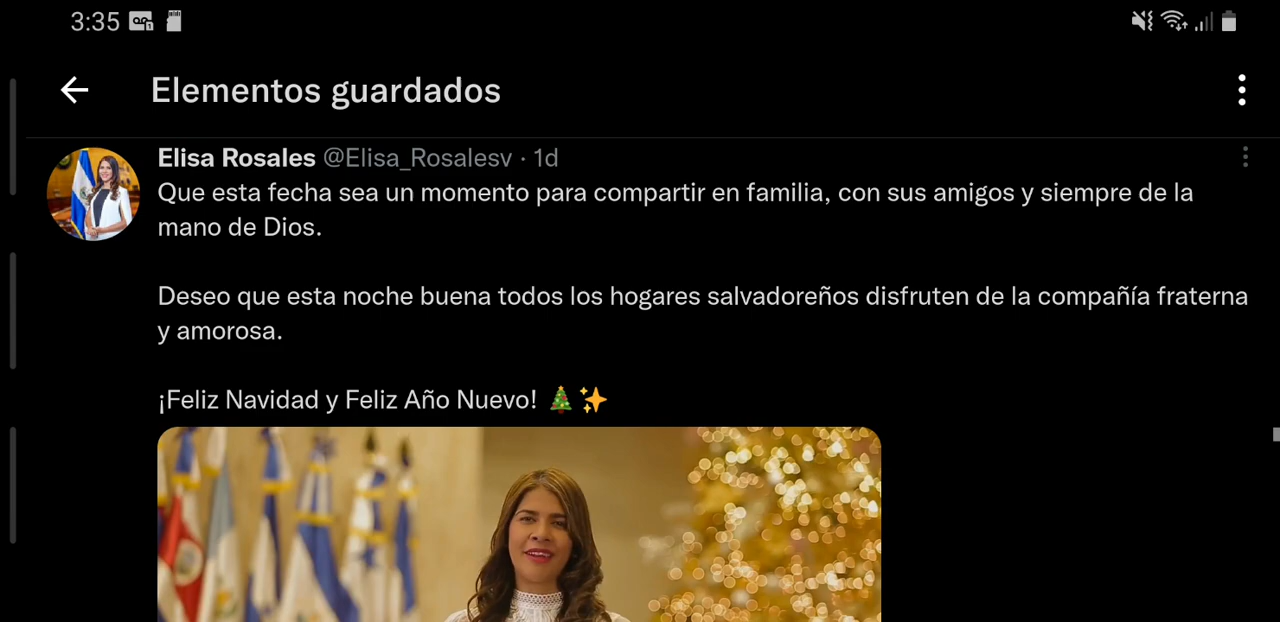 3:35
Elementos guardados
Elisa Rosales @Elisa_Rosalesv · 1d
Que esta fecha sea un momento para compartir en familia, con sus amigos y siempre de la
mano de Dios.
Deseo que esta noche buena todos los hogares salvadoreños disfruten de la compañía fraterna
y amorosa.
¡Feliz Navidad y Feliz Año Nuevo! 🎄✨